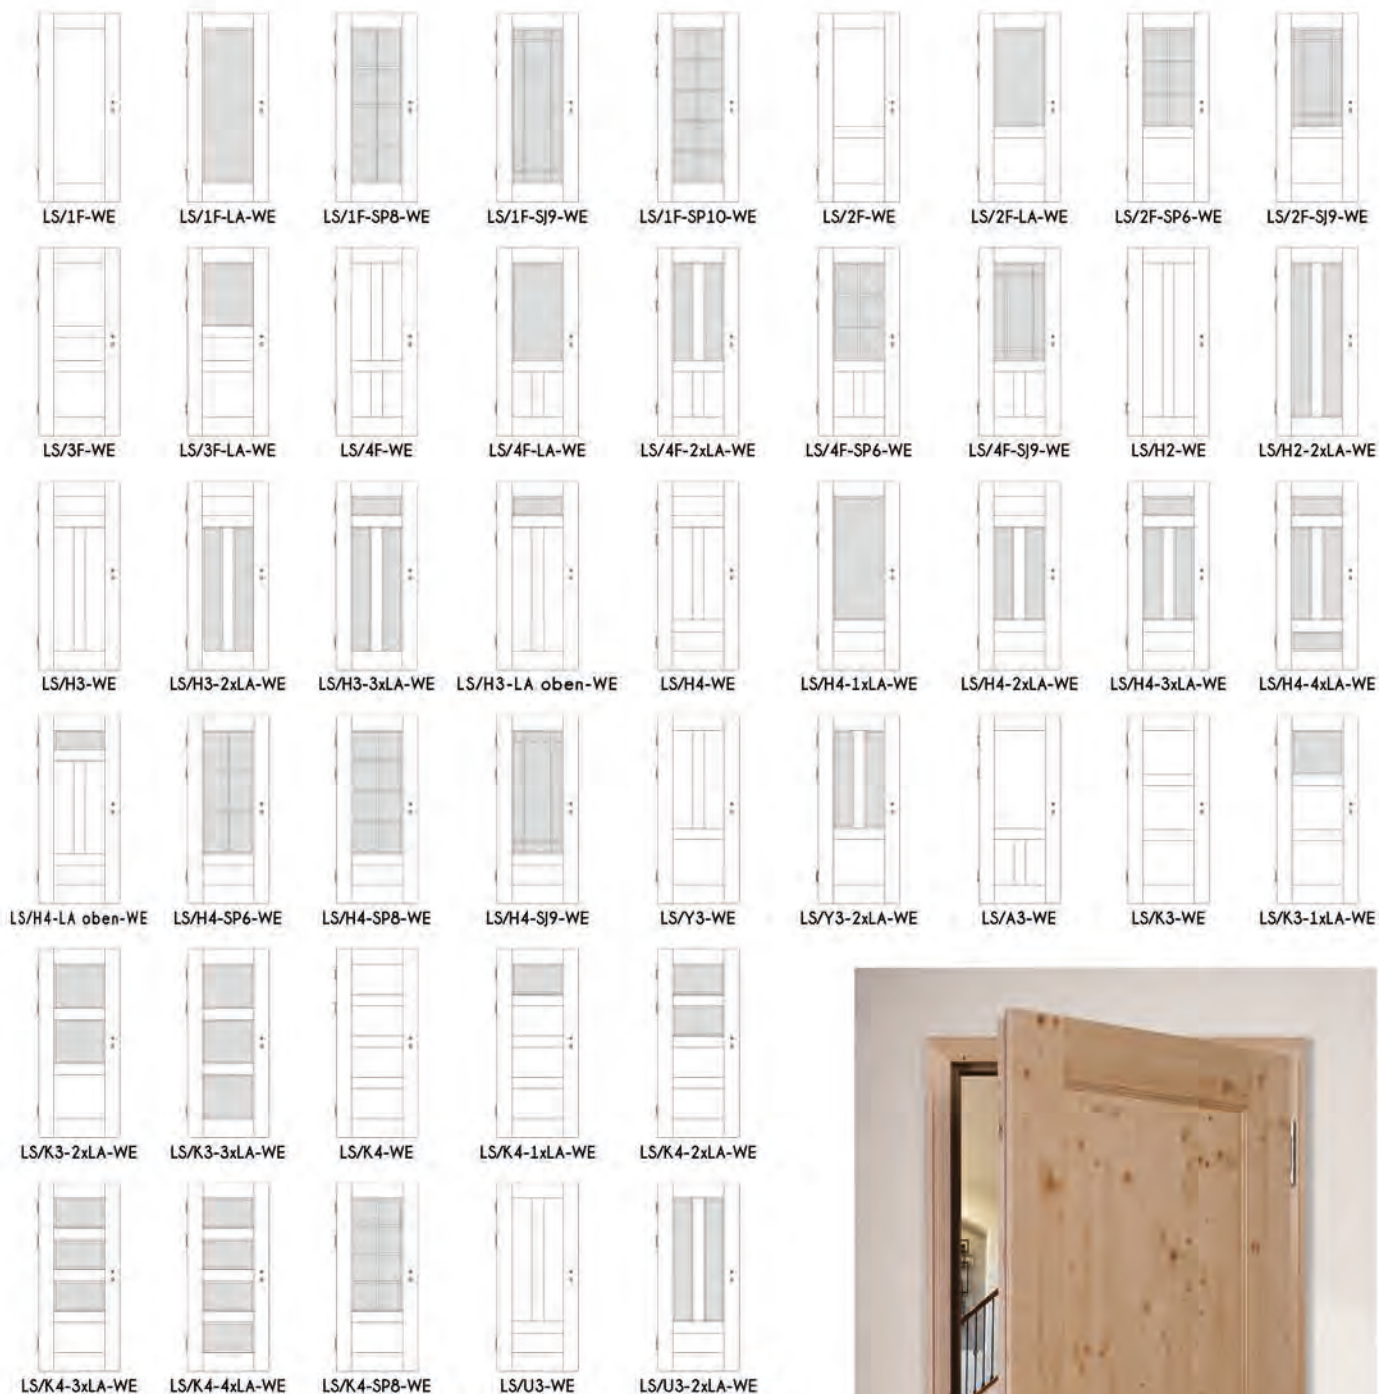 LS/1F-WE LS/1F-LA-WE LS/1F-SP8-WE LS/1F-SJ9-WE LS/1F-SP10-WE LS/2F-WE LS/2F-LA-WE LS/2F-SP6-WE LS/2F-SJ9-WE
LS/3F-WE LS/3F-LA-WE LS/4F-WE LS/4F-LA-WE LS/4F-2xLA-WE LS/4F-SP6-WE LS/4F-SJ9-WE LS/H2-WE LS/H2-2xLA-WE
LS/H3-WE LS/H3-2xLA-WE LS/H3-3xLA-WE LS/H3-LA oben-WE LS/H4-WE LS/H4-1xLA-WE LS/H4-2xLA-WE LS/H4-3xLA-WE LS/H4-4xLA-WE
LS/H4-LA oben-WE LS/H4-SP6-WE LS/H4-SP8-WE LS/H4-SJ9-WE LS/Y3-WE LS/Y3-2xLA-WE LS/A3-WE LS/K3-WE LS/K3-1xLA-WE
LS/K3-2xLA-WE LS/K3-3xLA-WE LS/K4-WE LS/K4-1xLA-WE LS/K4-2xLA-WE
LS/K4-3xLA-WE LS/K4-4xLA-WE LS/K4-SP8-WE LS/U3-WE LS/U3-2xLA-WE